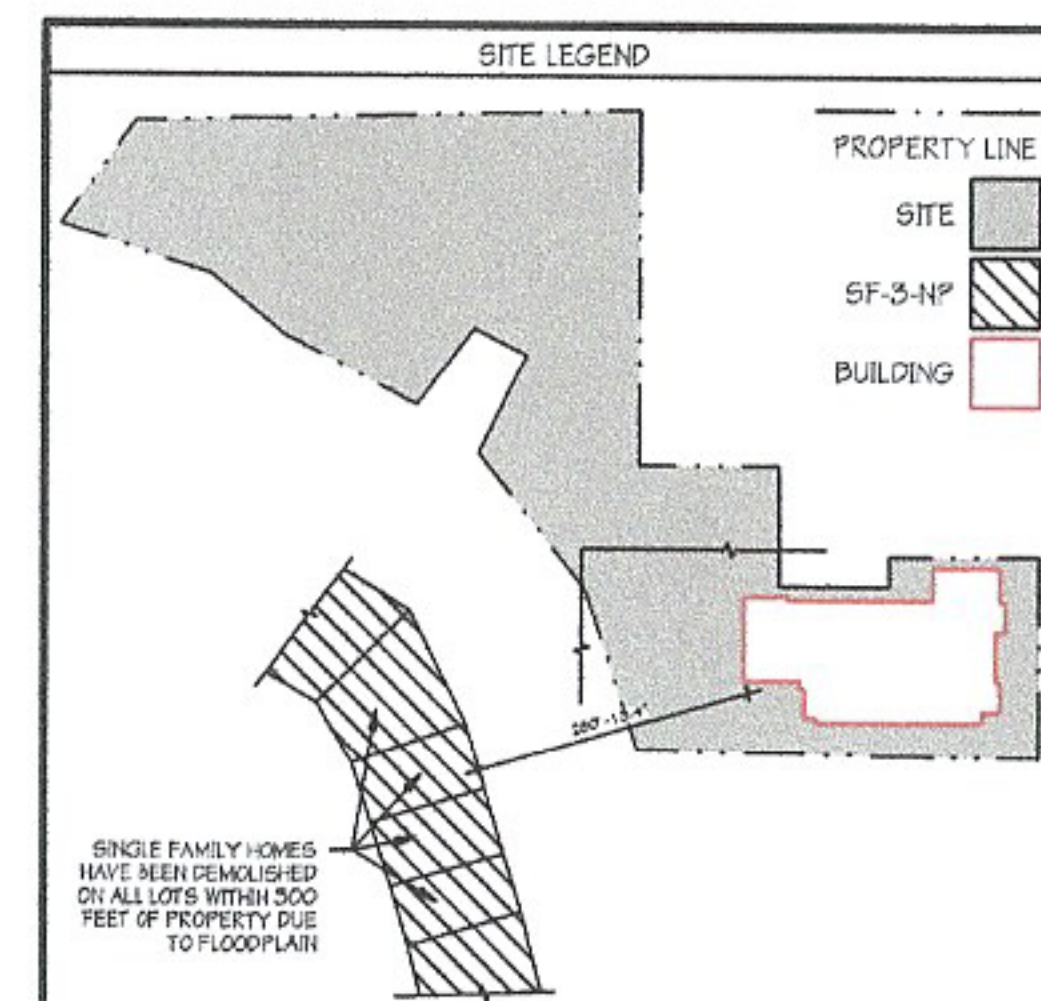 SITE LEGEND
PROPERTY LINE
SITE
SF-3-NP
BUILDING
SINGLE FAMILY HOMES
HAVE BEEN DEMOLISHED
ON ALL LOTS WITHIN
FEET OF PROPERTY DUE
TO FLOODPLAIN